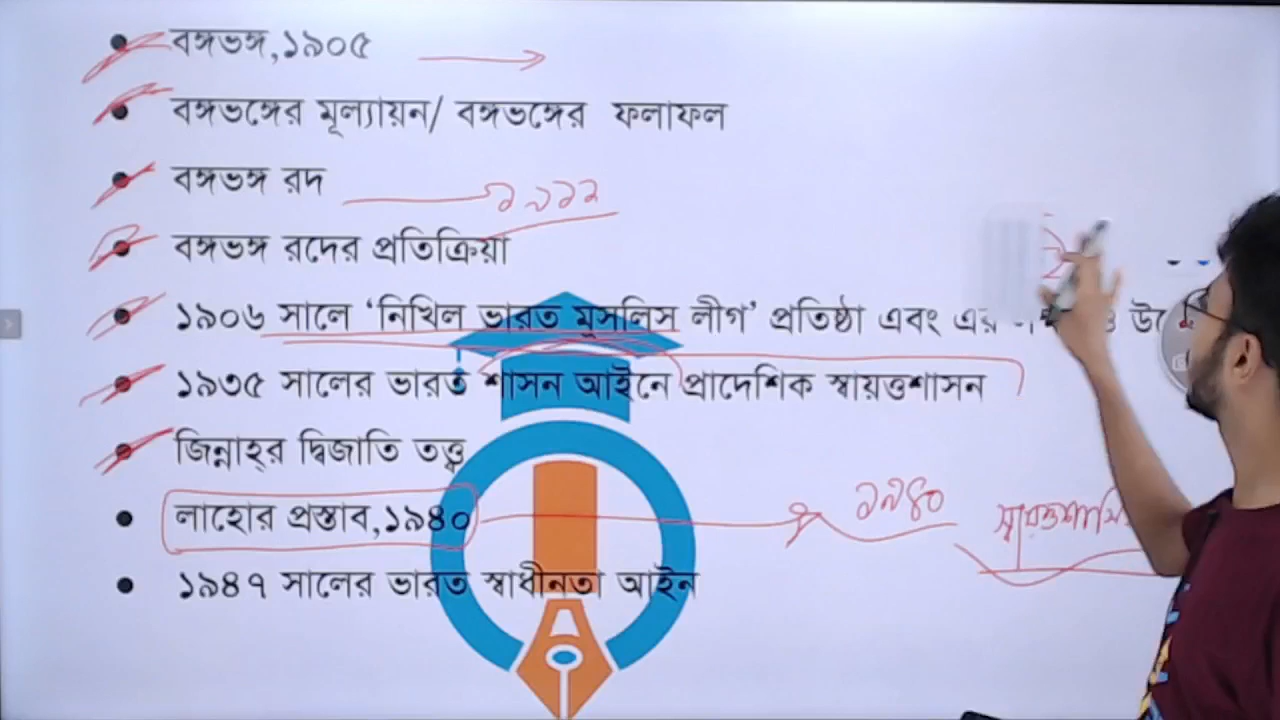 বঙ্গভঙ্গ,১৯০৫
বঙ্গভঙ্গের মূল্যায়ন/ বঙ্গভঙ্গের ফলাফল
বঙ্গভঙ্গ রদ ১৯১১
বঙ্গভঙ্গ রদের প্রতিক্রিয়া
১৯০৬ সালে ‘নিখিল ভারত মুসলিস লীগ’ প্রতিষ্ঠা এবং এর
১৯৩৫ সালের ভারত শাসন আইনে প্রাদেশিক স্বায়ত্তশাসন
জিন্নাহ্‌র দ্বিজাতি তত্ত্ব
লাহোর প্রস্তাব,১৯৪০ ১৯৪০
১৯৪৭ সালের ভারত স্বাধীনতা আইন